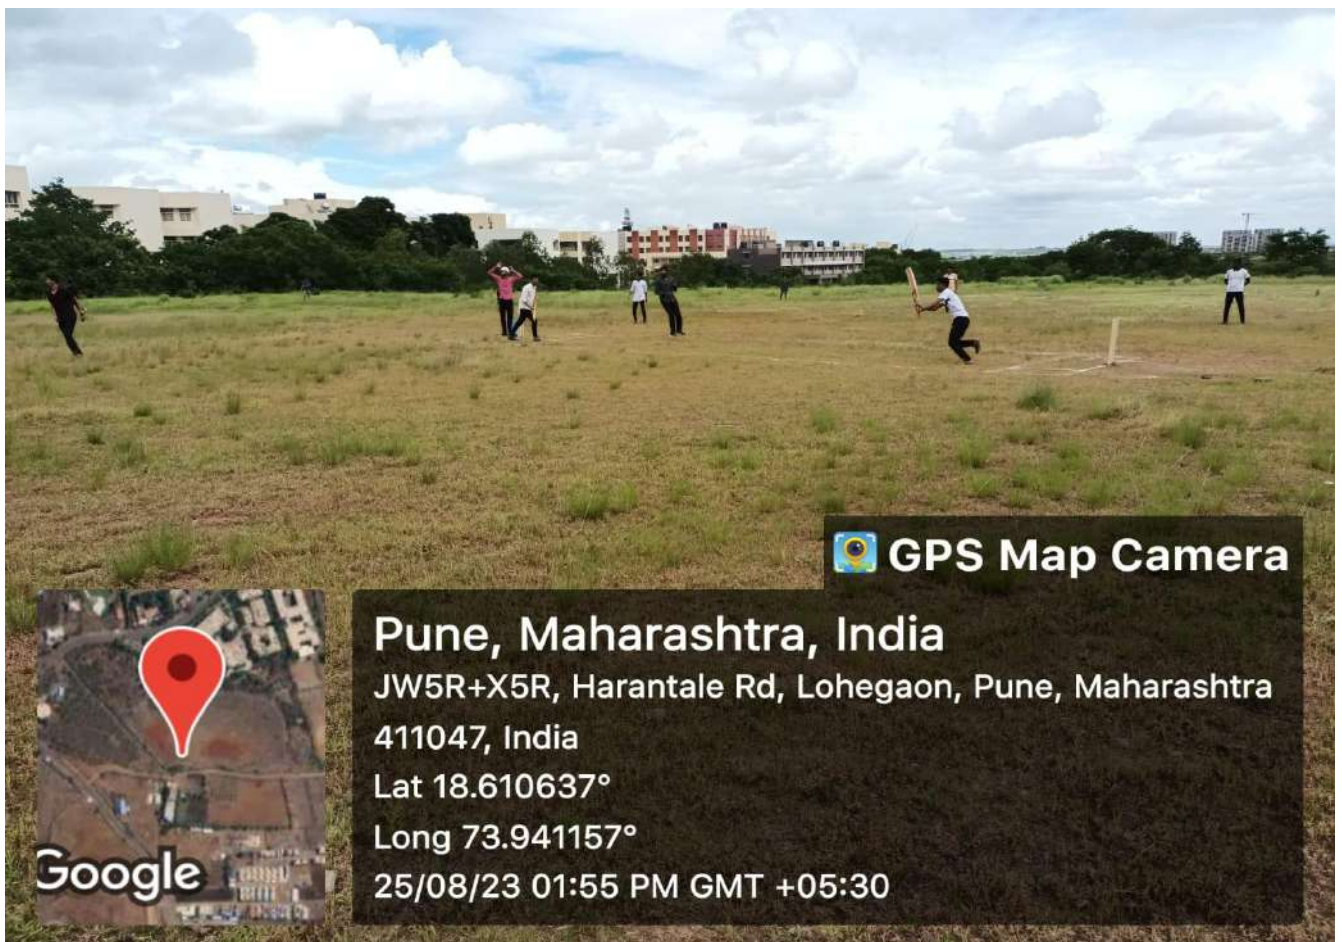 GPS Map Camera
Pune, Maharashtra, India
JW5R+X5R, Harantale Rd, Lohegaon, Pune, Maharashtra
411047, India
Lat 18.610637°
Long 73.941157°
25/08/23 01:55 PM GMT +05:30
Google